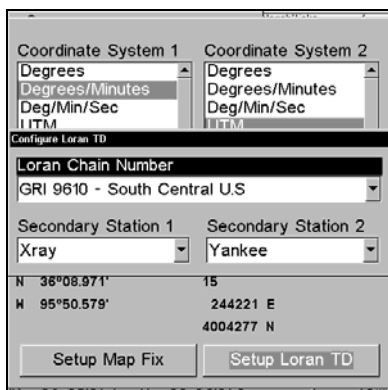 Coordinate System 1 Coordinate System 2
Degrees Degrees
Degrees/Minutes Degrees/Minutes
Deg/Min/Sec Deg/Min/Sec
UTM UTM
Configure Loran TD
Loran Chain Number
GRI 9610 - South Central U.S
Secondary Station 1 Secondary Station 2
Xray Yankee
N 36°08.971' 15
W 95°50.579' 244221 E
4004277 N
Setup Map Fix Setup Loran TD